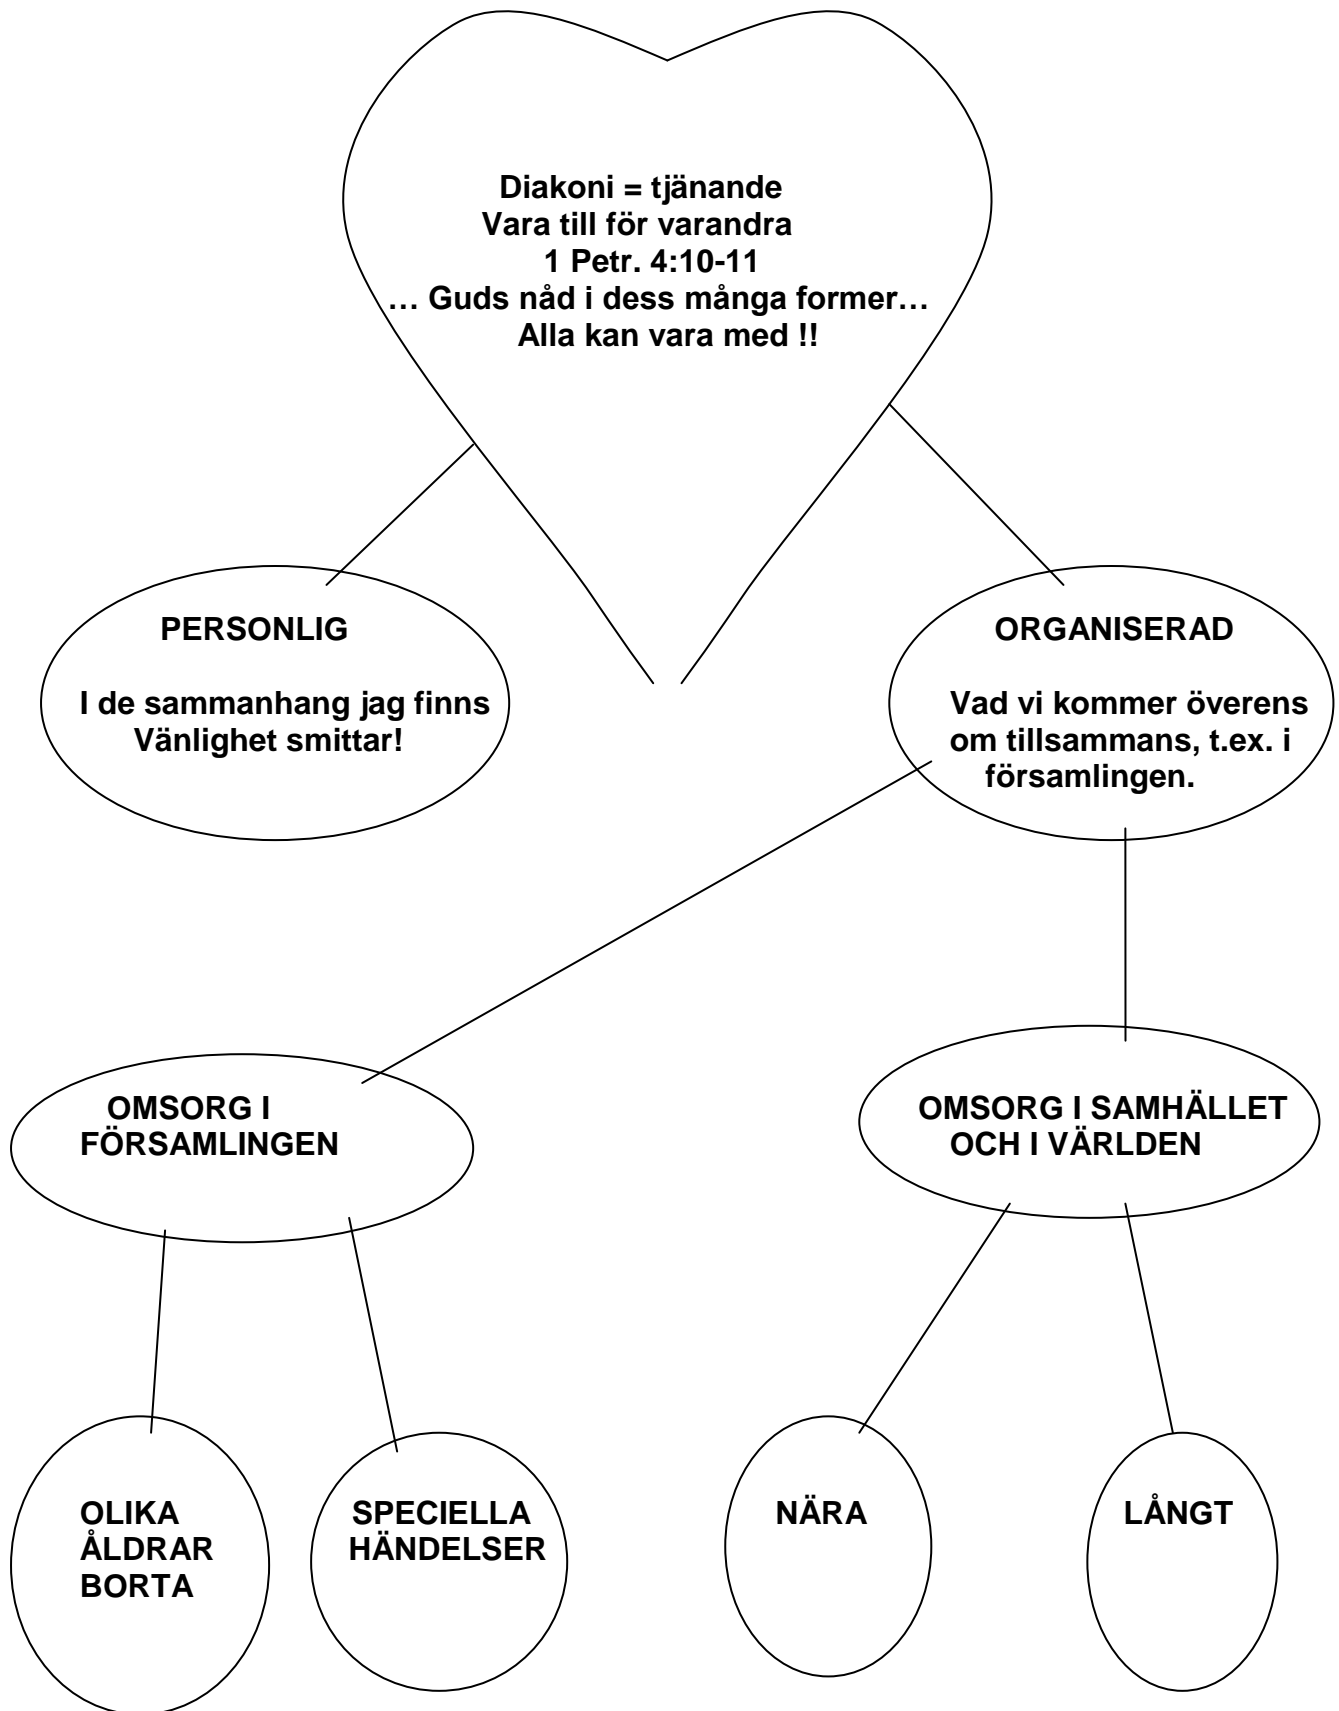 Diakoni = tjänande
Vara till för varandra
1 Petr. 4:10-11
… Guds nåd i dess många former…
Alla kan vara med !!
PERSONLIG
I de sammanhang jag finns
Vänlighet smittar!
ORGANISERAD
Vad vi kommer överens
om tillsammans, t.ex. i
församlingen.
OMSORG I
FÖRSAMLINGEN
OMSORG I SAMHÄLLET
OCH I VÄRLDEN
OLIKA
ÅLDRAR
BORTA
SPECIELLA
HÄNDELSER
NÄRA
LÅNGT